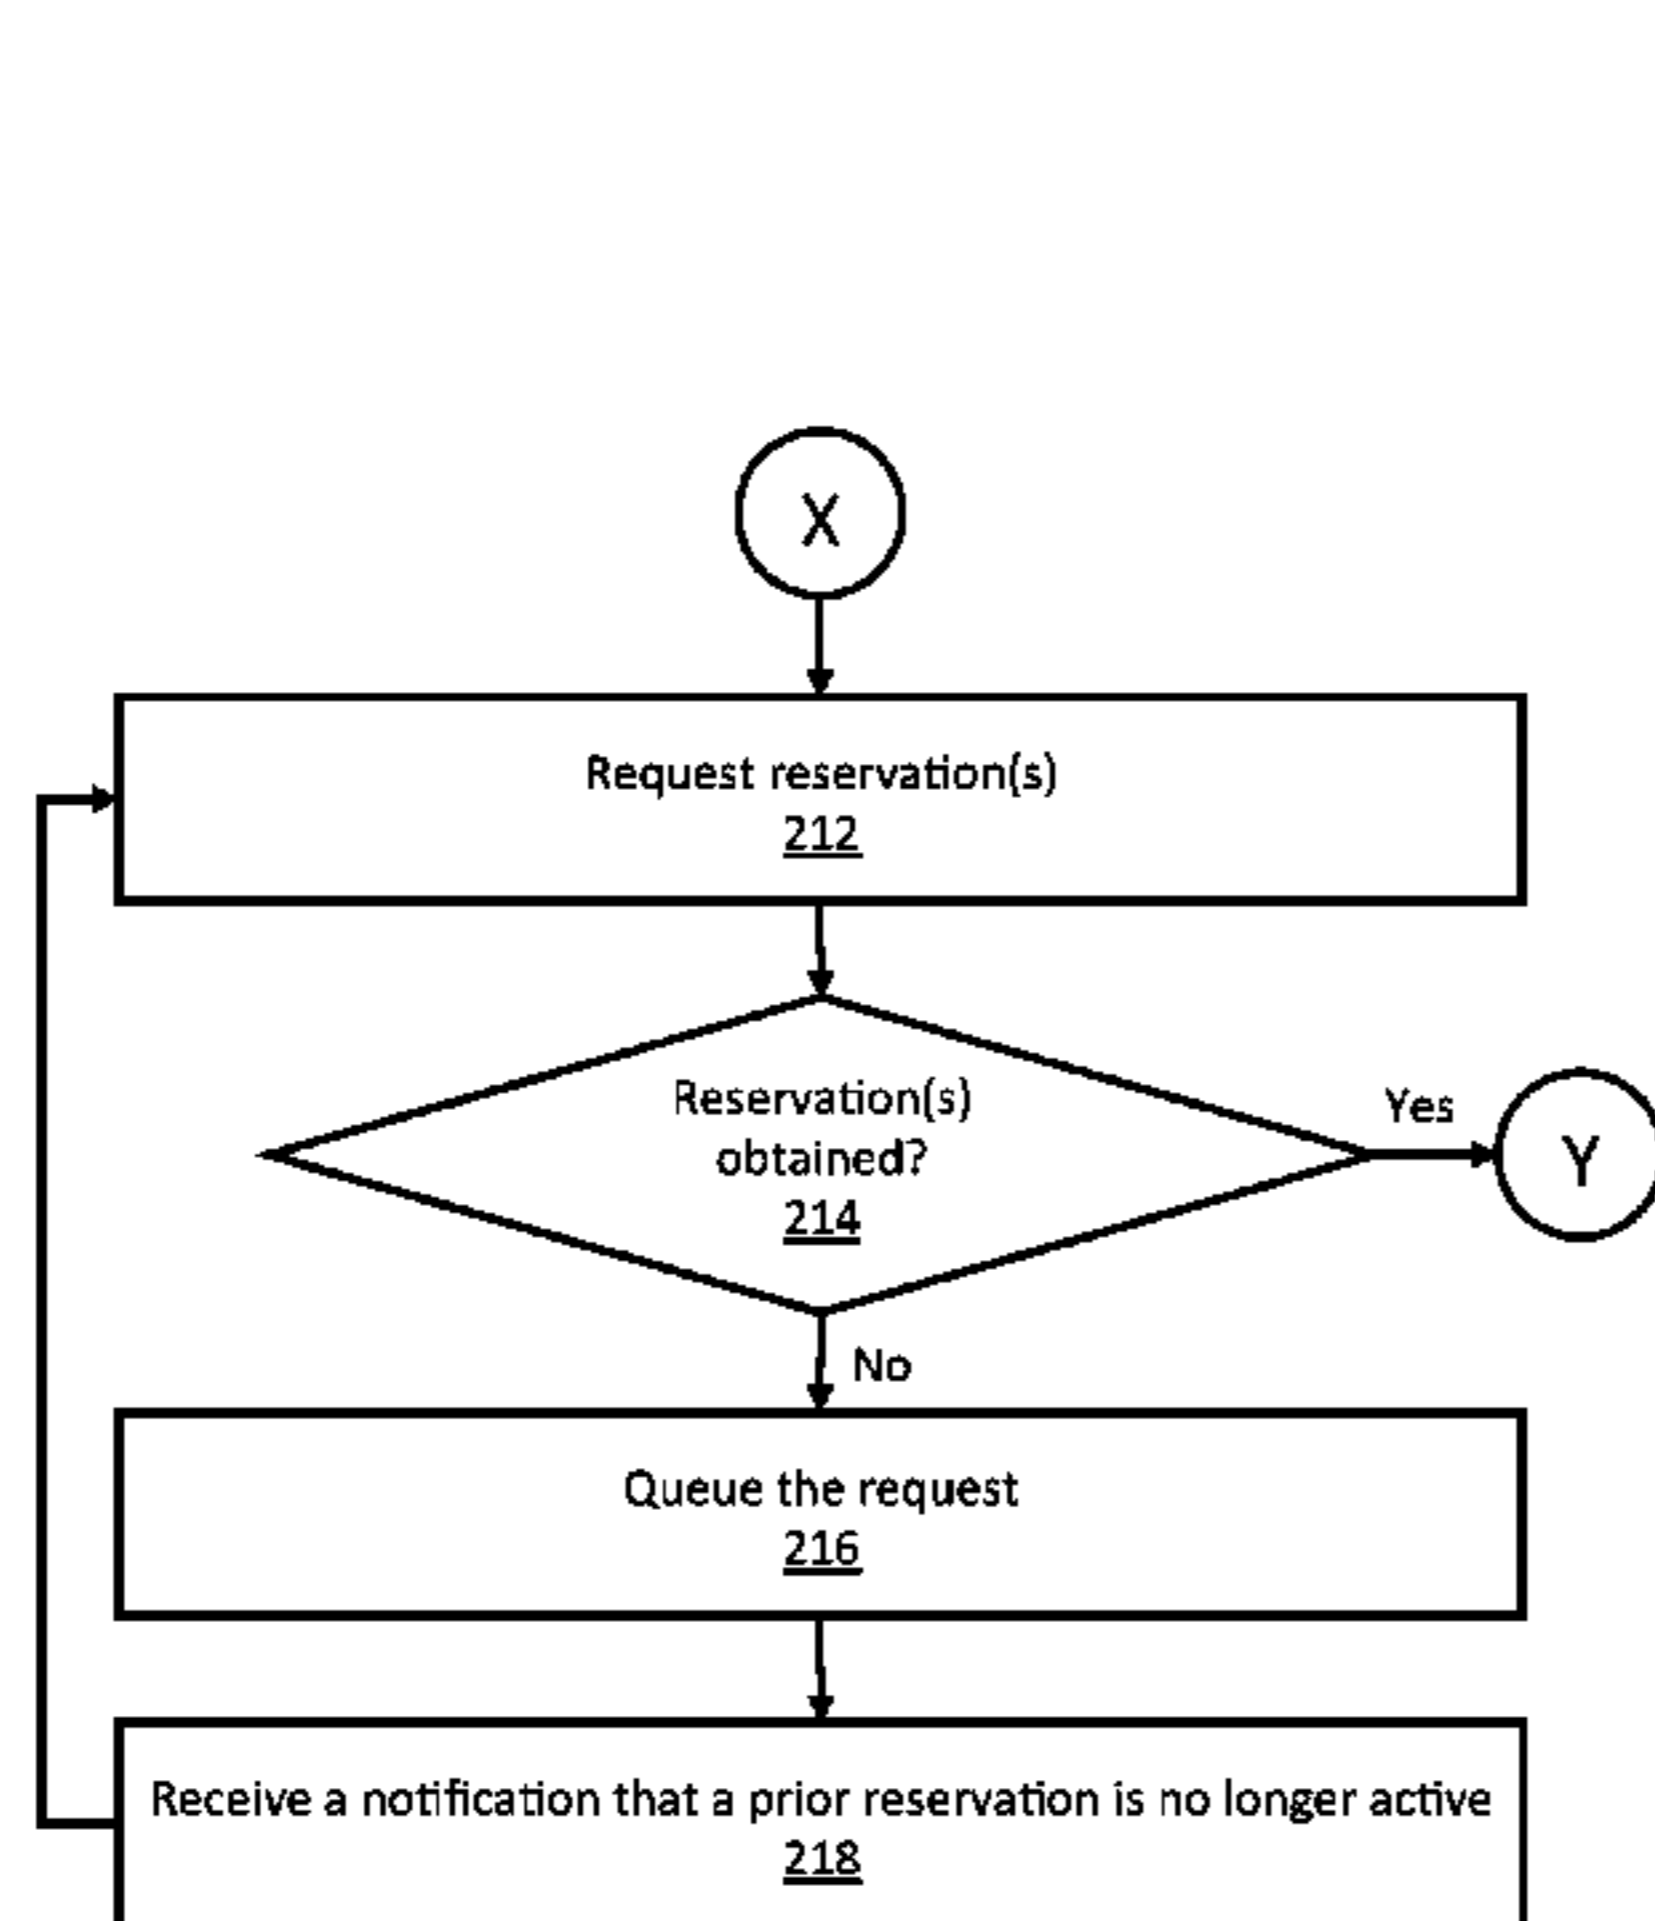 X
Request reservation(s)
212
Reservation(s)
obtained?
214
Yes
Y
No
Queue the request
216
Receive a notification that a prior reservation is no longer active
218